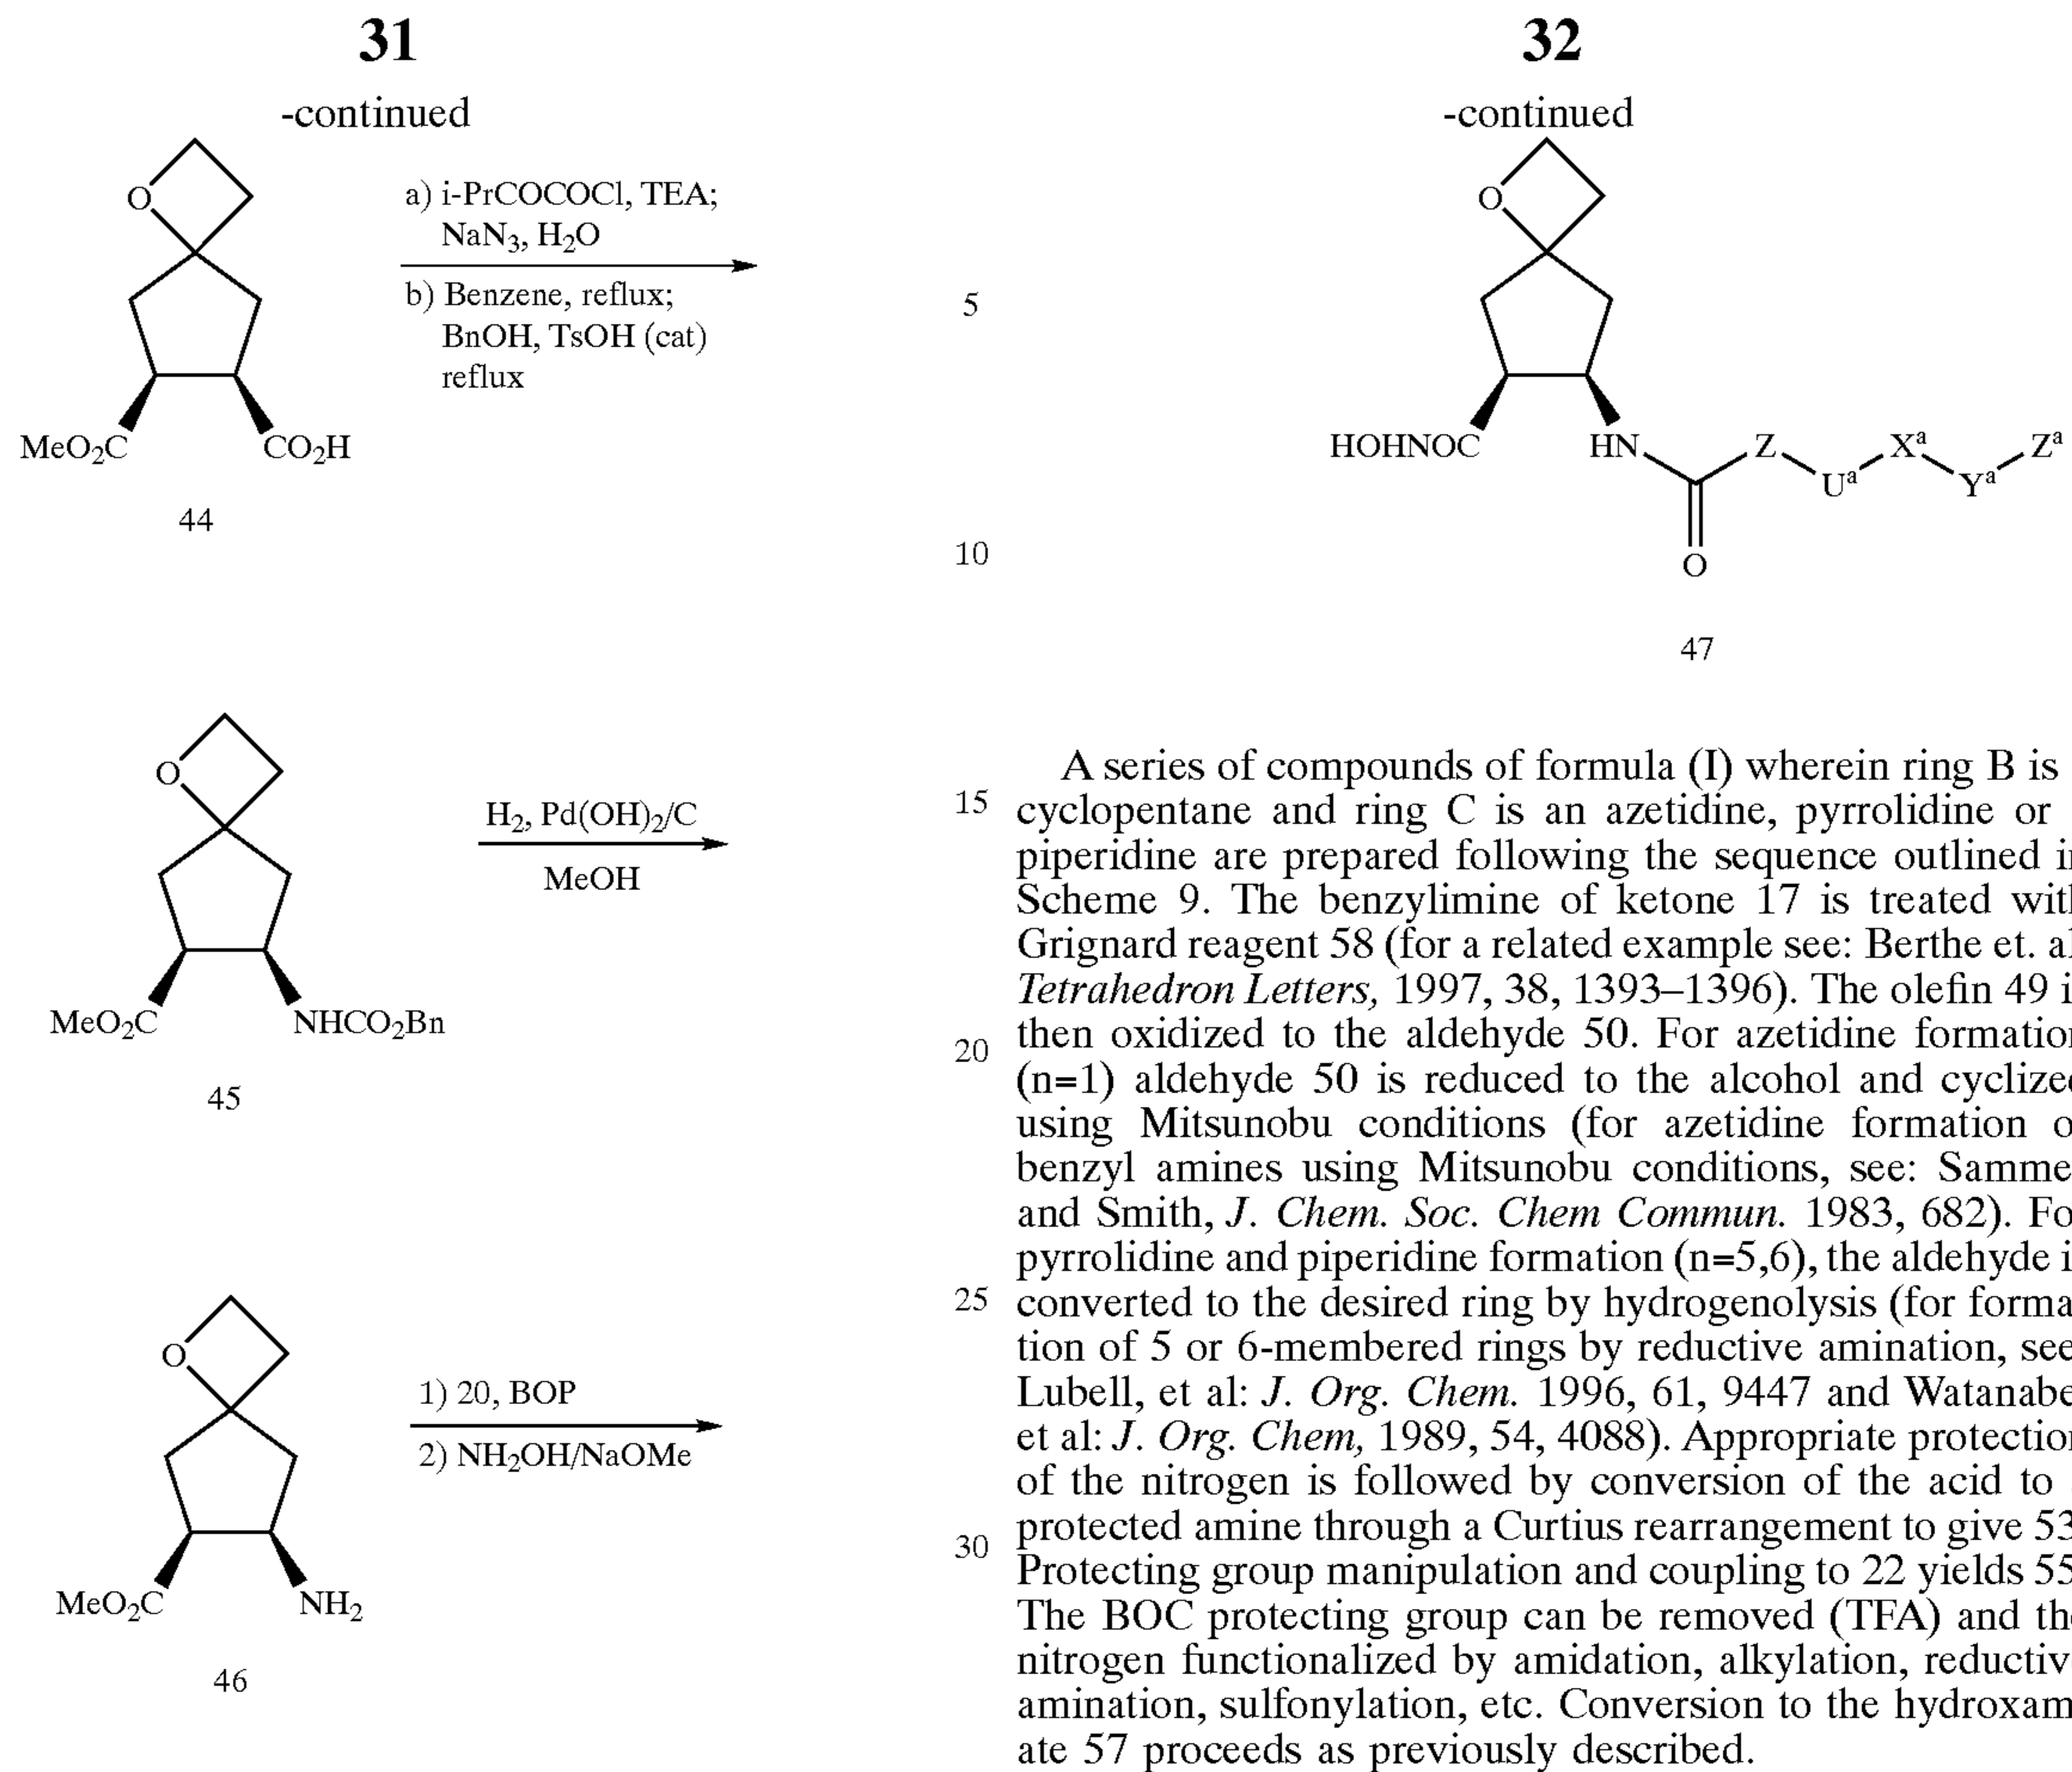 31
-continued
O
a) i-PrCOCOCl, TEA;
NaN3, H2O
b) Benzene, reflux;
BnOH, TsOH (cat)
reflux
MeO2C
CO2H
44
O
H2, Pd(OH)2/C
MeOH
MeO2C
NHCO2Bn
45
O
1) 20, BOP
2) NH2OH/NaOMe
MeO2C
NH2
46
5
10
15
20
25
30
32
-continued
O
HOHNOC
HN
Z
Uᵃ
Xᵃ
Yᵃ
Zᵃ
O
47
A series of compounds of formula (I) wherein ring B is
cyclopentane and ring C is an azetidine, pyrrolidine or
piperidine are prepared following the sequence outlined
Scheme 9. The benzylimine of ketone 17 is treated
Grignard reagent 58 (for a related example see: Berthe et.
Tetrahedron Letters, 1997, 38, 1393–1396). The olefin 49
then oxidized to the aldehyde 50. For azetidine formation
(n=1) aldehyde 50 is reduced to the alcohol and cyclized
using Mitsunobu conditions (for azetidine formation
benzyl amines using Mitsunobu conditions, see: Sammes
and Smith, J. Chem. Soc. Chem Commun. 1983, 682).
pyrrolidine and piperidine formation (n=5,6), the aldehyde
converted to the desired ring by hydrogenolysis (for forma
tion of 5 or 6-membered rings by reductive amination, see
Lubell, et al: J. Org. Chem. 1996, 61, 9447 and Watanabe
et al: J. Org. Chem, 1989, 54, 4088). Appropriate protection
of the nitrogen is followed by conversion of the acid to
protected amine through a Curtius rearrangement to give 53
Protecting group manipulation and coupling to 22 yields 55
The BOC protecting group can be removed (TFA) and the
nitrogen functionalized by amidation, alkylation, reductiv
amination, sulfonylation, etc. Conversion to the hydroxam
ate 57 proceeds as previously described.